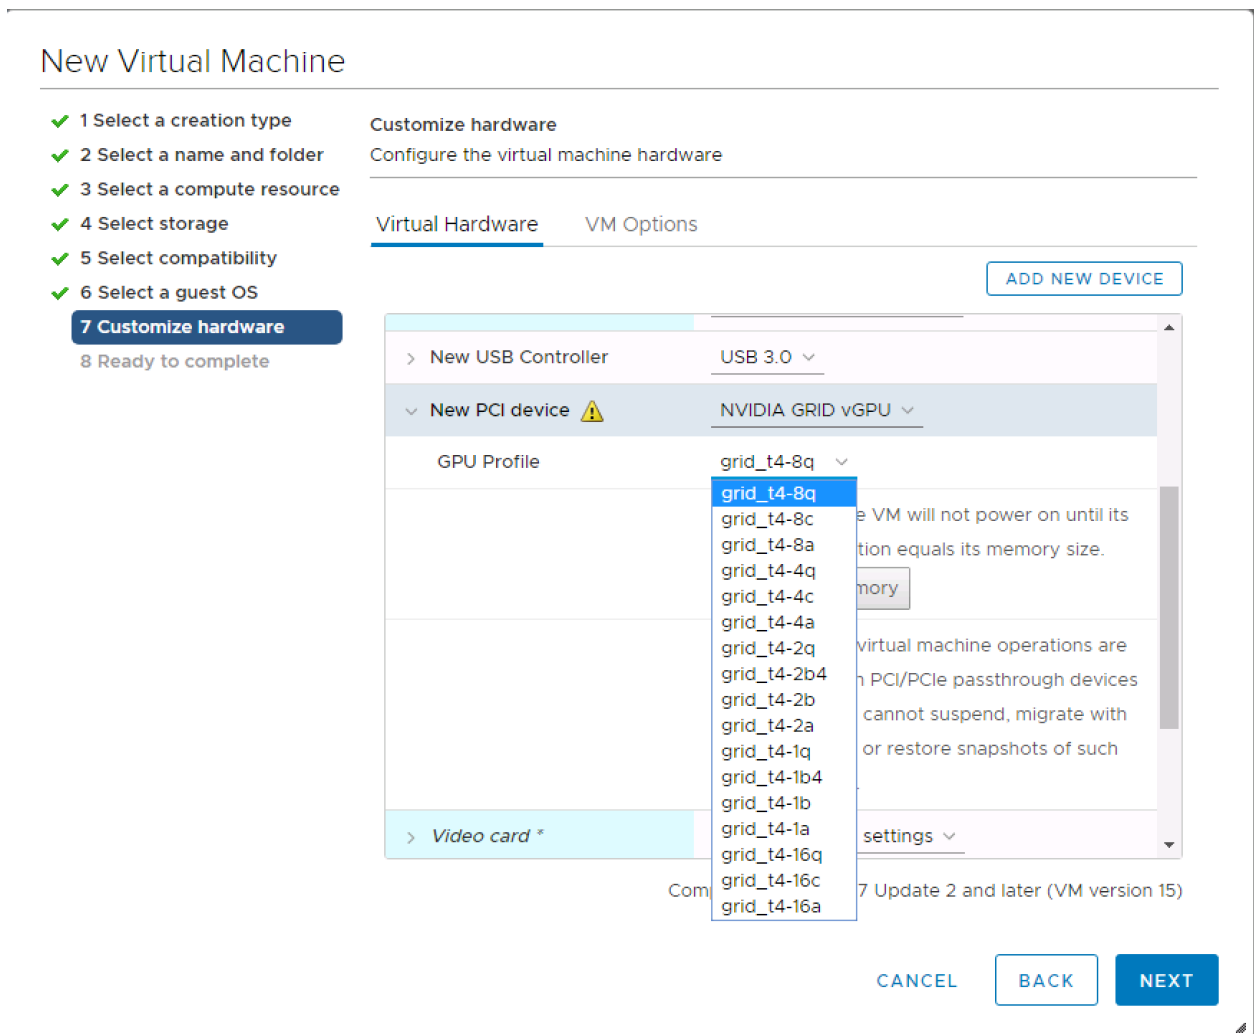 New Virtual Machine
1 Select a creation type
2 Select a name and folder
3 Select a compute resource
4 Select storage
5 Select compatibility
6 Select a guest OS
7 Customize hardware
8 Ready to complete
Customize hardware
Configure the virtual machine hardware
Virtual Hardware
VM Options
ADD NEW DEVICE
New USB Controller
USB 3.0
New PCI device
NVIDIA GRID vGPU
GPU Profile
grid_t4-8q
grid_t4-8q
grid_t4-8c
grid_t4-8a
grid_t4-4q
grid_t4-4c
grid_t4-4a
grid_t4-2q
grid_t4-2b4
grid_t4-2b
grid_t4-2a
grid_t4-1q
grid_t4-1b4
grid_t4-1b
grid_t4-1a
grid_t4-16q
grid_t4-16c
grid_t4-16a
e VM will not power on until its
tion equals its memory size.
mory
virtual machine operations are
n PCI/PCIe passthrough devices
cannot suspend, migrate with
or restore snapshots of such
.
Video card *
settings
Com
7 Update 2 and later (VM version 15)
CANCEL
BACK
NEXT